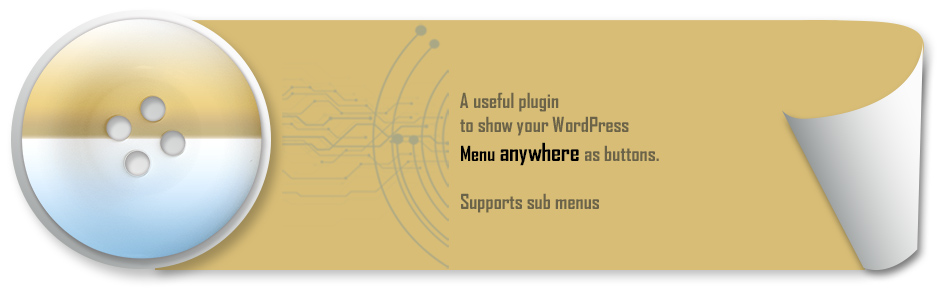 A useful plugin
to show your WordPress
Menu anywhere as buttons.
Supports sub menus